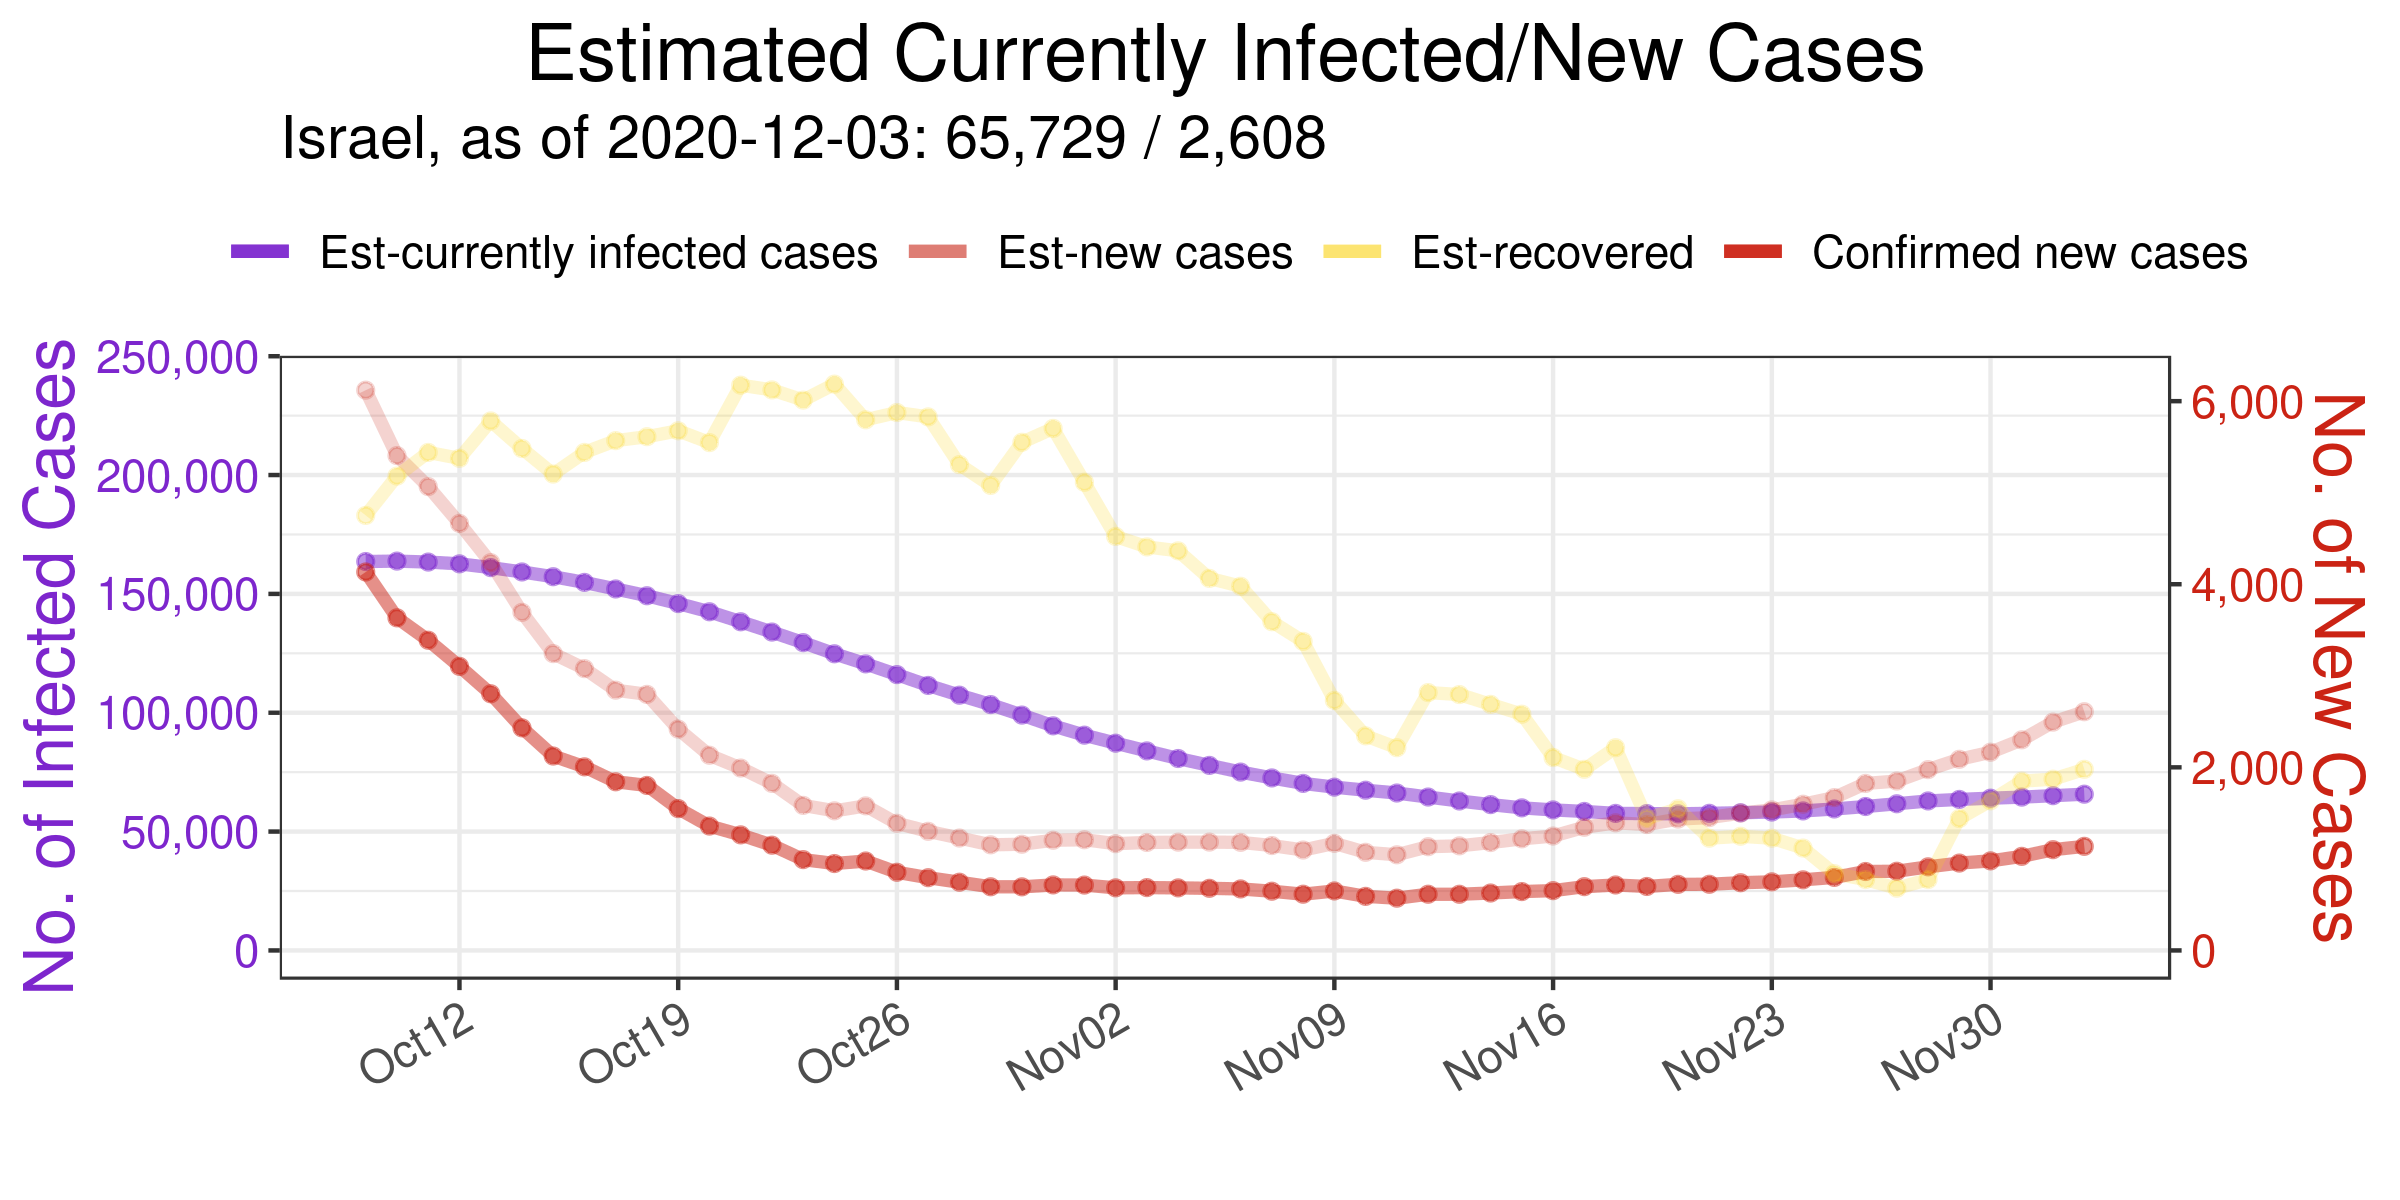 Estimated Currently Infected/New Cases
Israel, as of 2020-12-03: 65,729 / 2,608
Est-currently infected cases Est-new cases Est-recovered Confirmed new cases
No. of Infected Cases
250,000
200,000
150,000
100,000
50,000
0
6,000
4,000
2,000
0
No. of New Cases
Oct12 Oct19 Oct26 Nov02 Nov09 Nov16 Nov23 Nov30